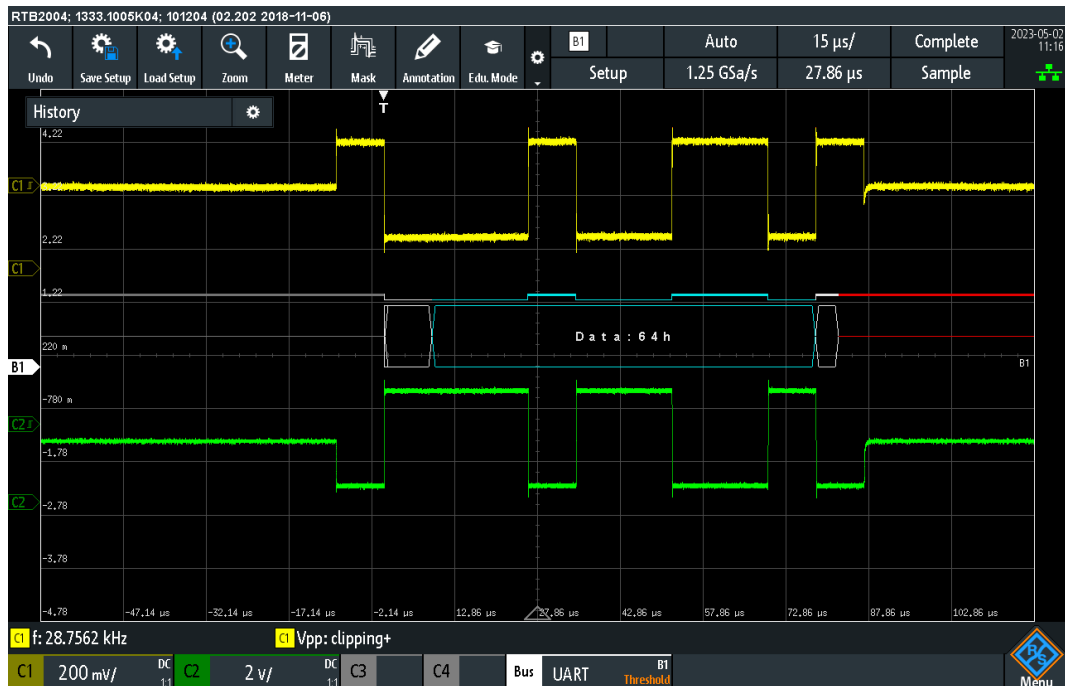 RTB2004; 1333.1005K04; 101204 (02.202 2018-11-06)
Undo Save Setup Load Setup Zoom Meter Mask Annotation Edu. Mode
B1 Auto 15 µs/ Complete 2023-05-02
11:16
Setup 1.25 GSa/s 27.86 µs Sample
T
History
4,22
C1
2,22
C1
1,22
Data:64h
220 m
B1 B1
-780 m
C2
-1,78
C2
-2,78
-3,78
-4,78 -47,14 µs -32,14 µs -17,14 µs -2,14 µs 12,86 µs 27,86 µs 42,86 µs 57,86 µs 72,86 µs 87,86 µs 102,86 µs
C1 f: 28.7562 kHz C1 Vpp: clipping+
C1 200 mV/ DC 1:1 C2 2 V/ DC 1:1 C3 C4 Bus UART B1 Threshold
R&S
Menu